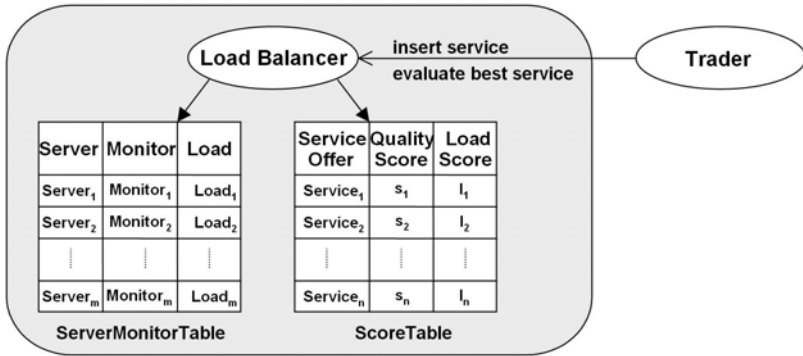 Load Balancer
insert service
evaluate best service
Trader
Server Monitor Load
Server₁ Monitor₁ Load₁
Server₂ Monitor₂ Load₂
Serverₘ Monitorₘ Loadₘ
ServerMonitorTable
Service Quality Load
Offer Score Score
Service₁ s₁ l₁
Service₂ s₂ l₂
Serviceₙ sₙ lₙ
ScoreTable